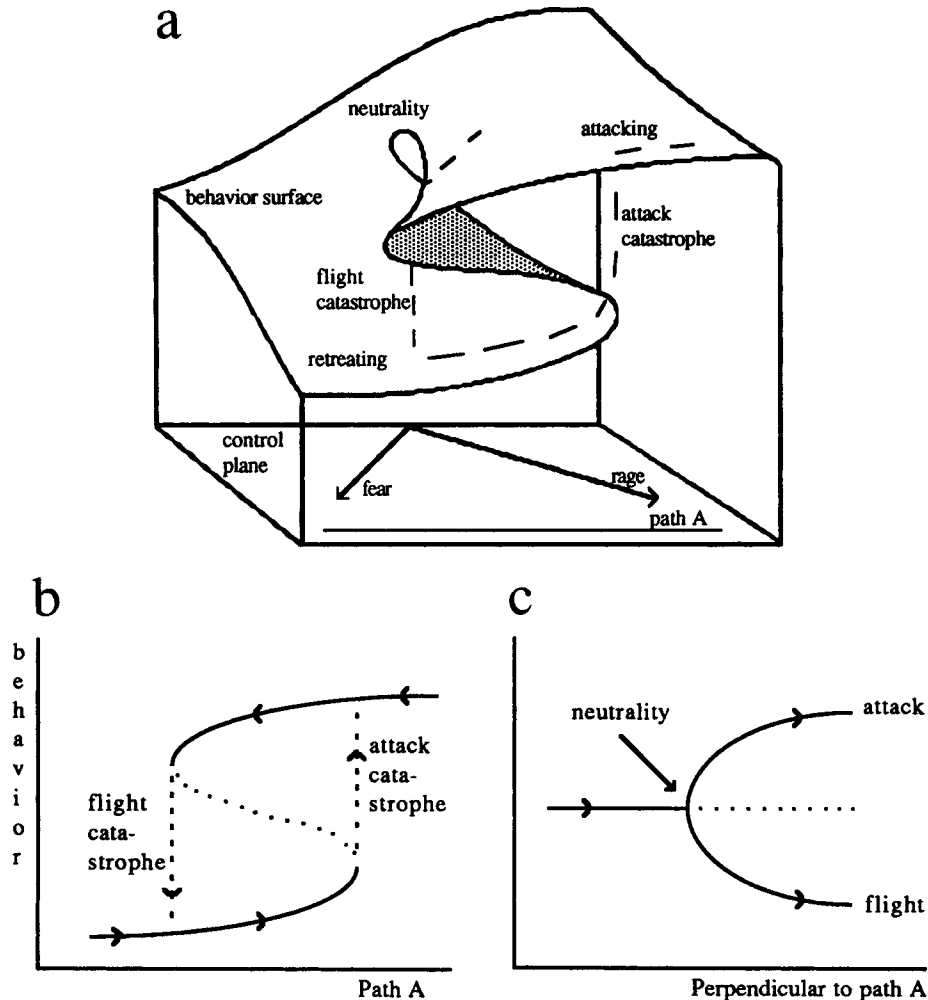 a
neutrality
attacking
behavior surface
attack
catastrophe
flight
catastrophe
retreating
control
plane
fear
rage
path A
b
behavior
attack
cata-
strophe
flight
cata-
strophe
Path A
c
neutrality
attack
flight
Perpendicular to path A